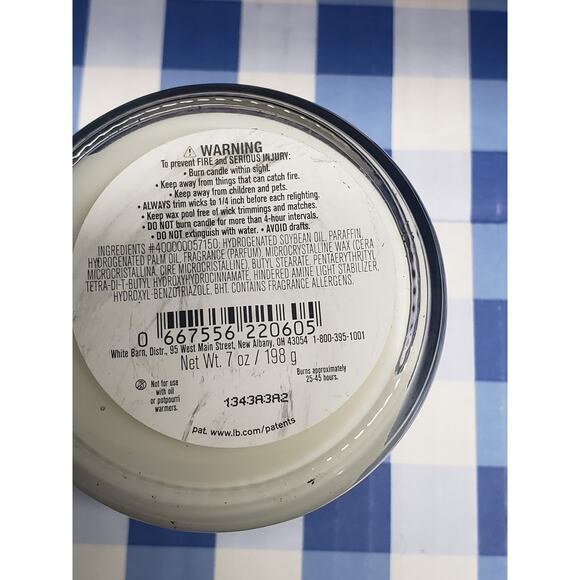 ⚠ WARNING
To prevent FIRE and SERIOUS INJURY:
• Burn candle within sight.
• Keep away from things that can catch fire.
• Keep away from children and pets.
• ALWAYS trim wicks to 1/4 inch before each relighting.
• Keep wax pool free of wick trimmings and matches.
• DO NOT burn candle for more than 4-hour intervals.
• DO NOT extinguish with water. • AVOID drafts.
INGREDIENTS #400000057150: HYDROGENATED SOYBEAN OIL, PARAFFIN,
HYDROGENATED PALM OIL, FRAGRANCE (PARFUM), MICROCRYSTALLINE WAX (CERA
MICROCRISTALLINA, CIRE MICROCRISTALLINE), BUTYL STEARATE, PENTAERYTHRITYL
TETRA-DI-T-BUTYL HYDROXYHYDROCINNAMATE, HINDERED AMINE LIGHT STABILIZER,
HYDROXYL-BENZOTRIAZOLE, BHT. CONTAINS FRAGRANCE ALLERGENS.
0 667556 220605
White Barn, Distr., 95 West Main Street, New Albany, OH 43054 1-800-395-1001
Net Wt. 7 oz / 198 g
Not for use
with oil
or potpourri
warmers.
Burns approximately
25-45 hours.
1343A3A2
pat. www.lb.com/patents